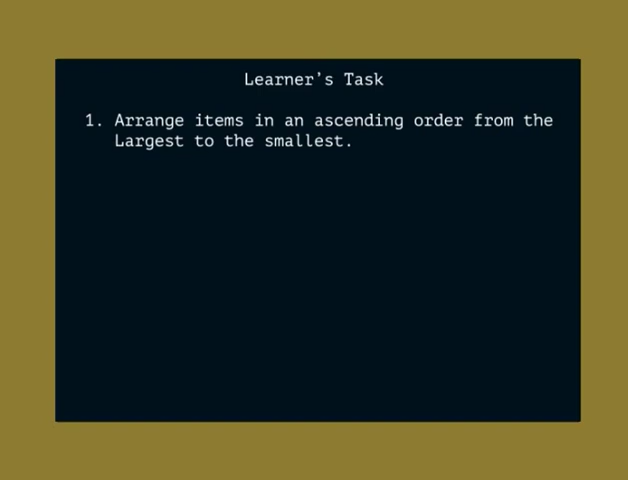 Learner’s Task
1. Arrange items in an ascending order from the
Largest to the smallest.